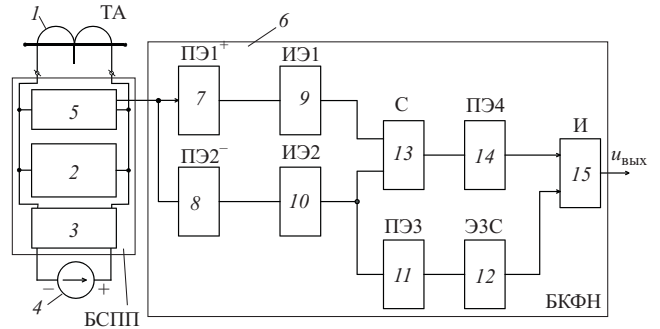 1 ТА
6
ПЭ1+ ИЭ1
7 9
5
С ПЭ4
И
ПЭ2− ИЭ2
13 14 15 uвых
2
8 10
3
ПЭ3 ЭЗС
11 12
− +
4
БСПП
БКФН